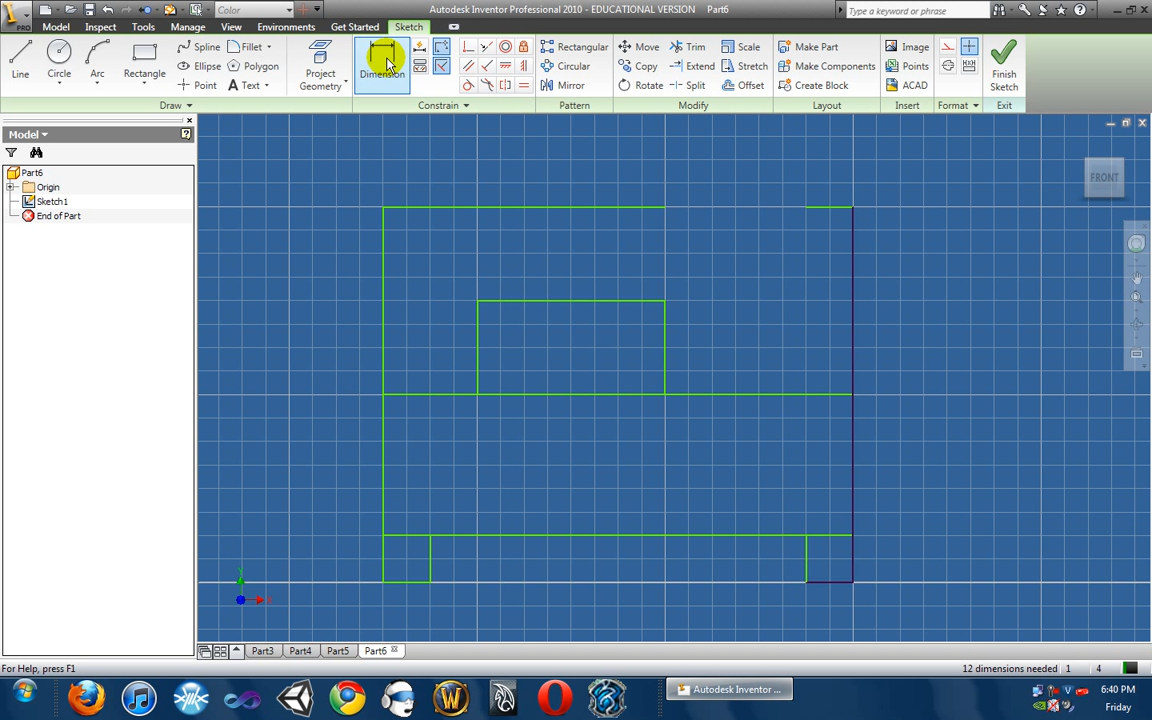 Color
Autodesk Inventor Professional 2010 - EDUCATIONAL VERSION Part6
Type a keyword or phrase
PRO Model Inspect Tools Manage View Environments Get Started Sketch
Line Circle Arc Rectangle Spline Fillet Ellipse Polygon Point Text
Project Geometry
Dimension
Rectangular Circular Mirror
Move Trim Scale Copy Extend Stretch Rotate Split Offset
Make Part Make Components Create Block
Image Points ACAD
Finish Sketch
Draw Constrain Pattern Modify Layout Insert Format Exit
Model
Part6
Origin
Sketch1
End of Part
FRONT
Y
X
Part3 Part4 Part5 Part6
For Help, press F1 12 dimensions needed 1 4
Autodesk Inventor ...
6:40 PM
Friday